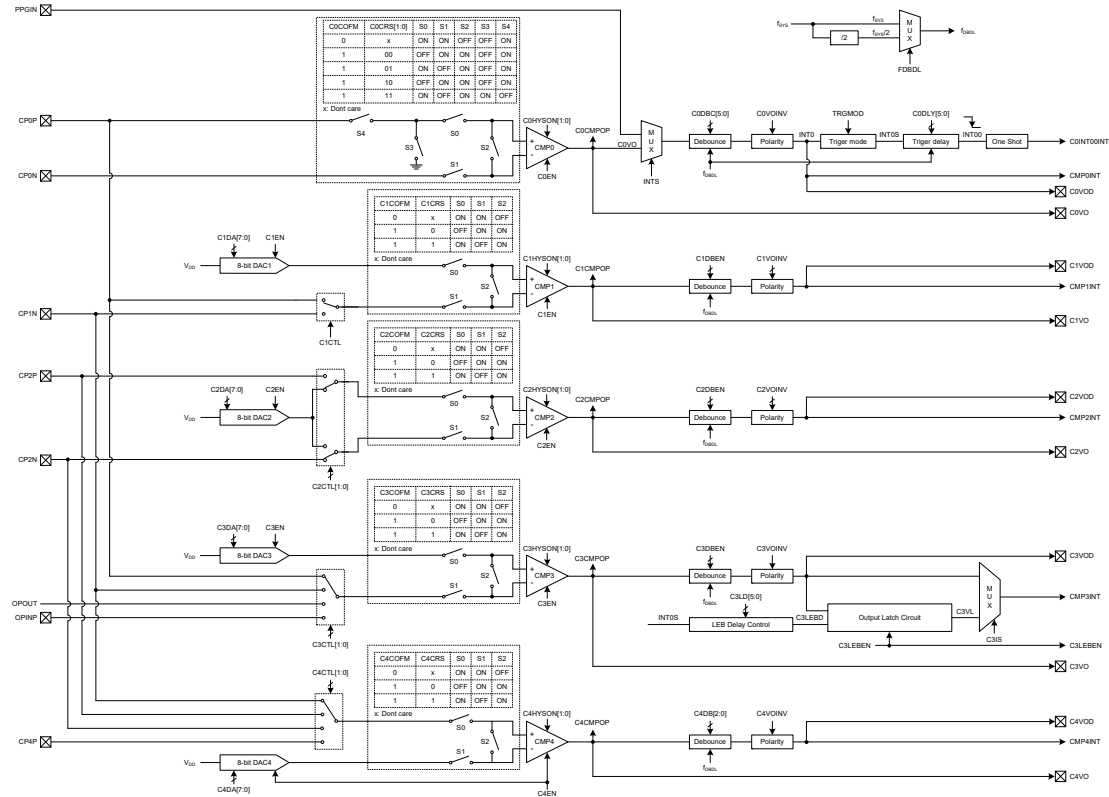 PPGIN
C0COFM C0CRS[1:0] S0 S1 S2 S3 S4
0 x ON ON OFF OFF ON
1 00 OFF ON ON OFF ON
1 01 OFF ON ON OFF ON
1 10 OFF ON ON OFF ON
1 11 ON OFF ON ON OFF
x: Dont care
fSYS
fSYS
/2
fSYS/2
MUX
fDBDL
FDBDL
CP0P
S4
S0
S3
S1
CP0N
C0HYSON[1:0]
+
CMP0
-
C0EN
C0CMPOP
C0VO
MUX
INTS
C0DBC[5:0]
Debounce
fDSDL
C0VOINV
Polarity
INT0
TRGMOD
Triger mode
INT0S
C0DLY[5:0]
Triger delay
INT00
One Shot
C0INT00INT
CMP0INT
C0VOD
C0VO
C1COFM C1CRS S0 S1 S2
0 x ON ON OFF
1 0 OFF ON ON
1 1 ON OFF ON
x: Dont care
C1DA[7:0]
C1EN
VDD
8-bit DAC1
S0
S2
S1
CP1N
C1CTL
C1HYSON[1:0]
+
CMP1
-
C1EN
C1CMPOP
C1DBEN
Debounce
fDSDL
C1VOINV
Polarity
C1VOD
CMP1INT
C1VO
C2COFM C2CRS S0 S1 S2
0 x ON ON OFF
1 0 OFF ON ON
1 1 ON OFF ON
x: Dont care
CP2P
C2DA[7:0]
C2EN
VDD
8-bit DAC2
S0
S2
S1
CP2N
C2CTL[1:0]
C2HYSON[1:0]
+
CMP2
-
C2EN
C2CMPOP
C2DBEN
Debounce
fDSDL
C2VOINV
Polarity
C2VOD
CMP2INT
C2VO
C3COFM C3CRS S0 S1 S2
0 x ON ON OFF
1 0 OFF ON ON
1 1 ON OFF ON
x: Dont care
C3DA[7:0]
C3EN
VDD
8-bit DAC3
S0
S2
S1
OPOUT
OPINP
C3CTL[1:0]
C3HYSON[1:0]
+
CMP3
-
C3EN
C3CMPOP
C3DBEN
Debounce
fDSDL
C3VOINV
Polarity
C3LD[5:0]
INT0S
LEB Delay Control
C3LEBD
Output Latch Circuit
C3VL
MUX
C3IS
C3LEBEN
C3VOD
CMP3INT
C3LEBEN
C3VO
C4COFM C4CRS S0 S1 S2
0 x ON ON OFF
1 0 OFF ON ON
1 1 ON OFF ON
x: Dont care
C4CTL[1:0]
S0
S2
S1
CP4P
VDD
8-bit DAC4
C4DA[7:0]
C4HYSON[1:0]
+
CMP4
-
C4EN
C4CMPOP
C4DB[2:0]
Debounce
fDSDL
C4VOINV
Polarity
C4VOD
CMP4INT
C4VO